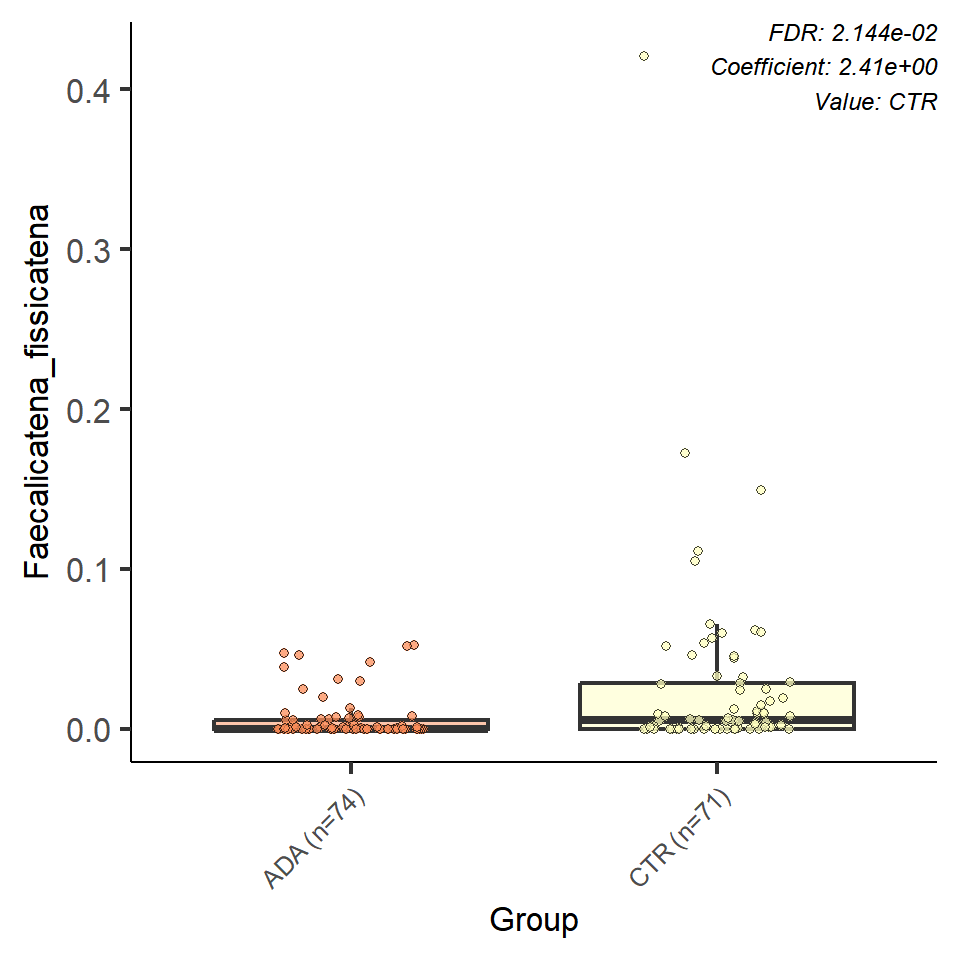 FDR: 2.144e-02
Coefficient: 2.41e+00
Value: CTR
Faecalicatena_fissicatena
0.4
0.3
0.2
0.1
0.0
ADA (n=74)
CTR (n=71)
Group